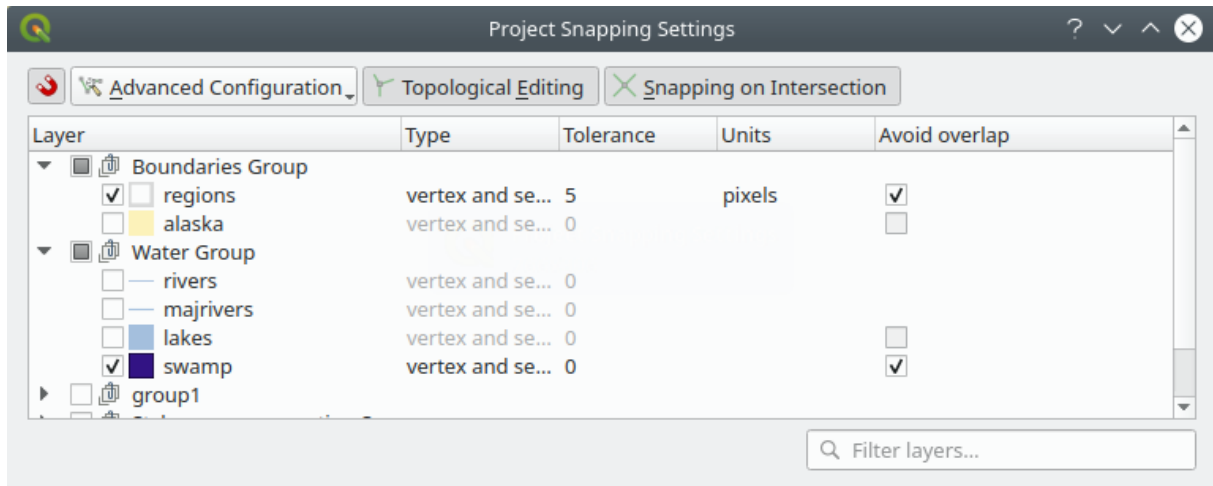 Project Snapping Settings
Advanced Configuration Topological Editing Snapping on Intersection
Layer Type Tolerance Units Avoid overlap
Boundaries Group
regions vertex and se... 5 pixels
alaska vertex and se... 0
Water Group
rivers vertex and se... 0
majrivers vertex and se... 0
lakes vertex and se... 0
swamp vertex and se... 0
group1
Filter layers...